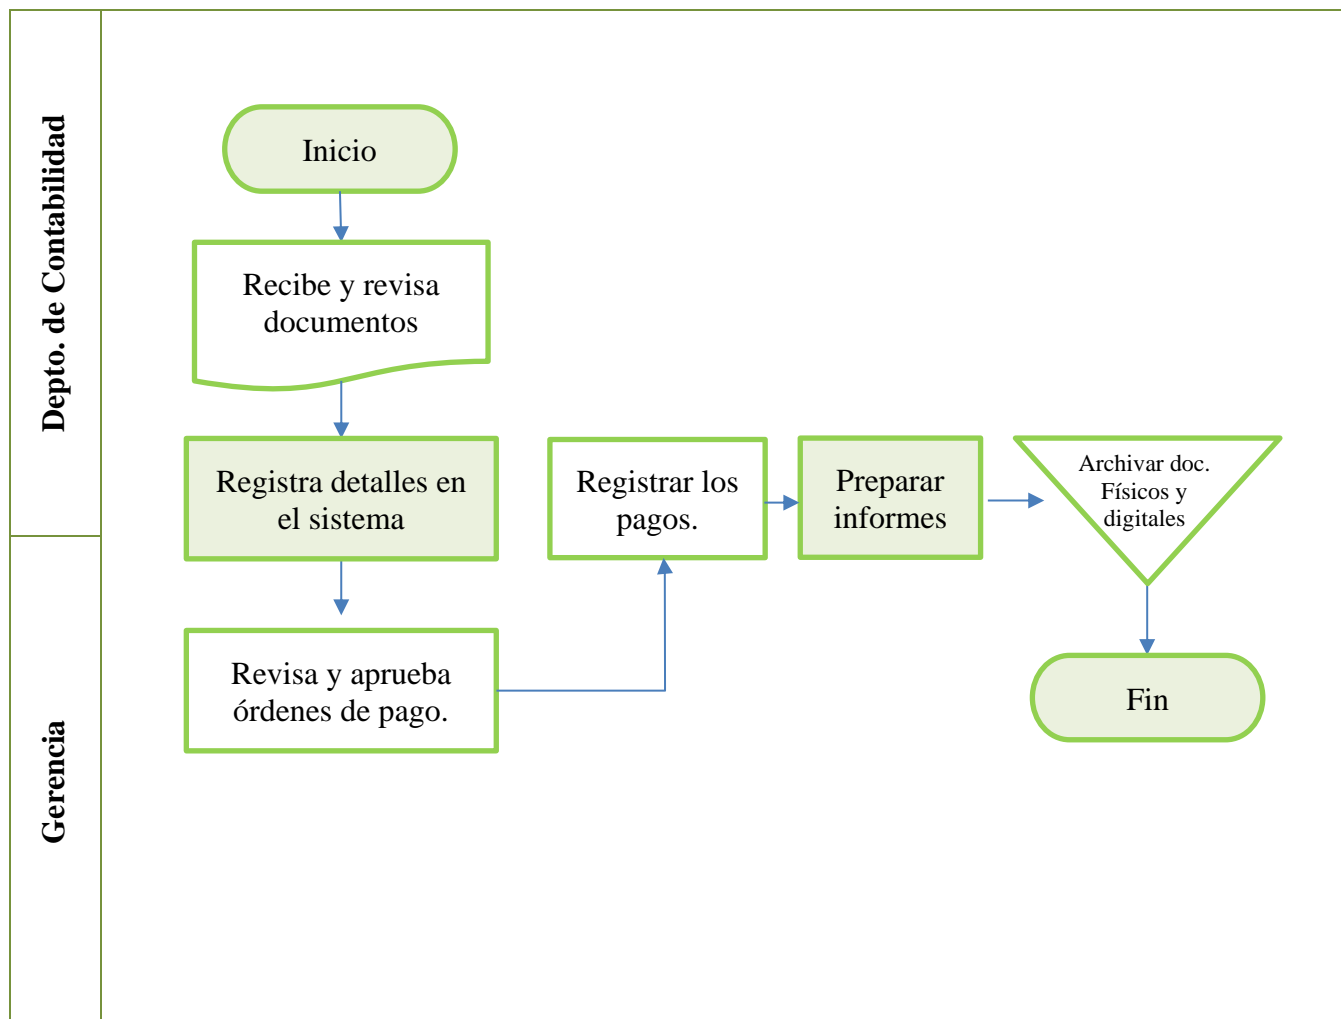 Depto. de Contabilidad
Inicio
Recibe y revisa
documentos
Registra detalles en
el sistema
Registrar los
pagos.
Preparar
informes
Archivar doc.
Físicos y
digitales
Gerencia
Revisa y aprueba
órdenes de pago.
Fin